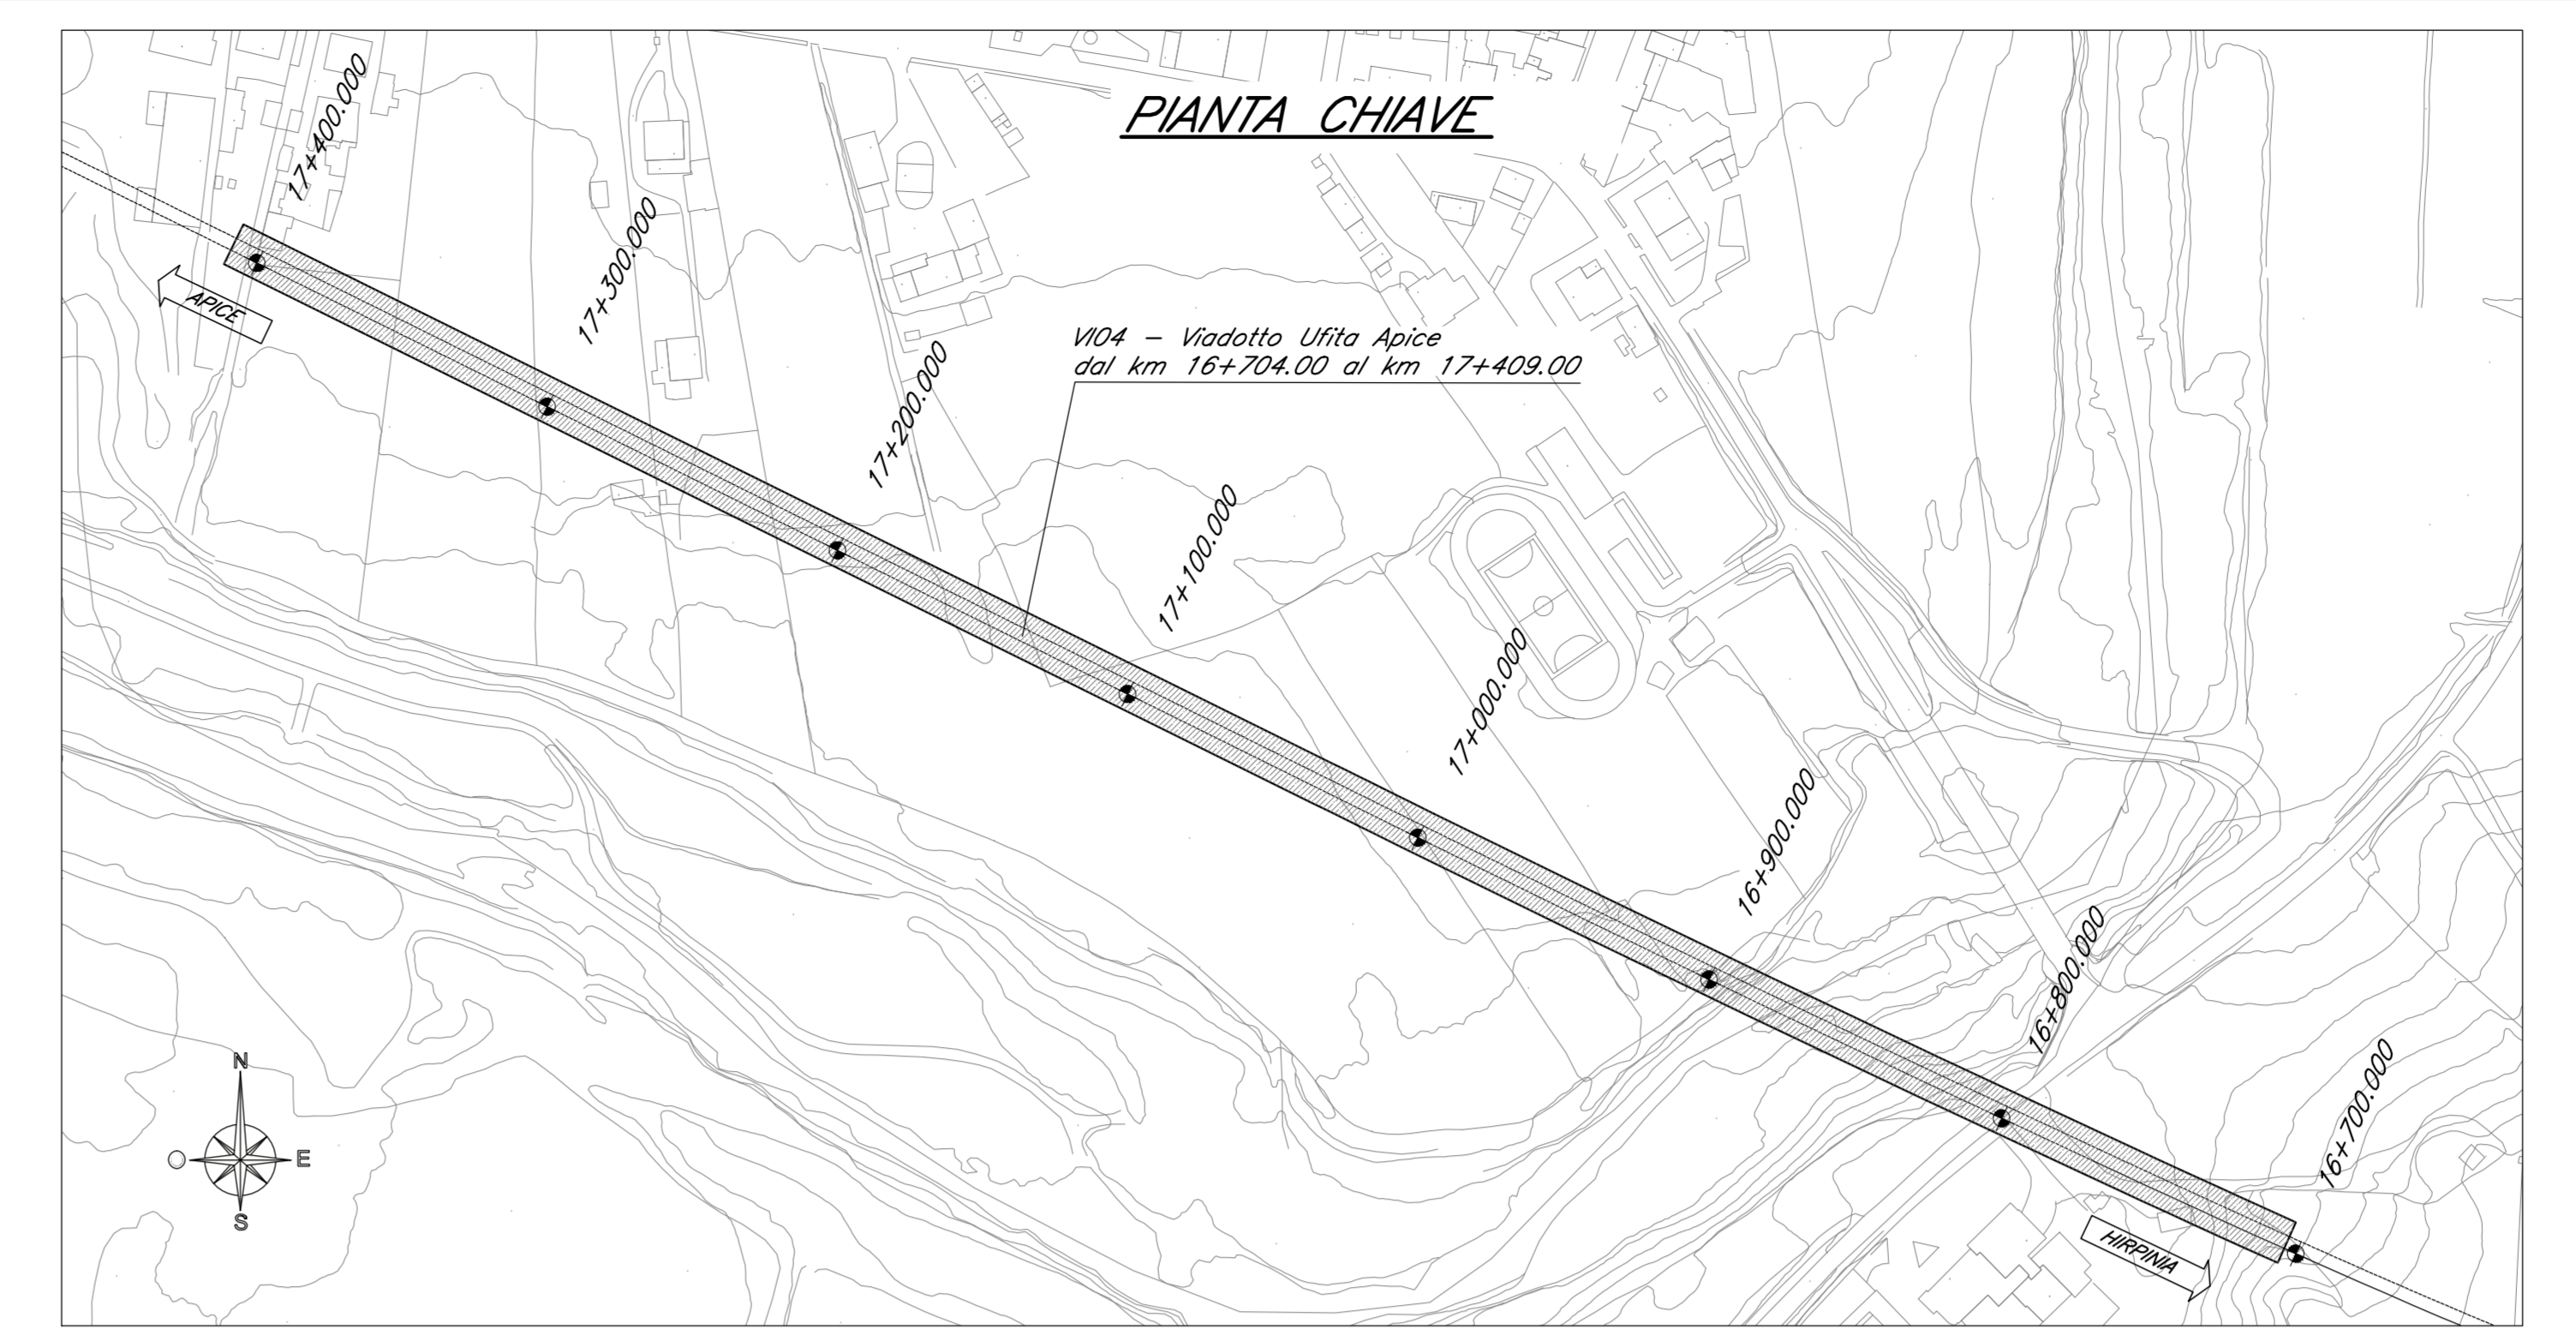 PIANTA CHIAVE
17+400.000
17+300.000
17+200.000
17+100.000
17+000.000
16+900.000
16+800.000
16+700.000
APICE
VI04 – Viadotto Ufita Apice
dal km 16+704.00 al km 17+409.00
HIRPINIA
N
O E
S